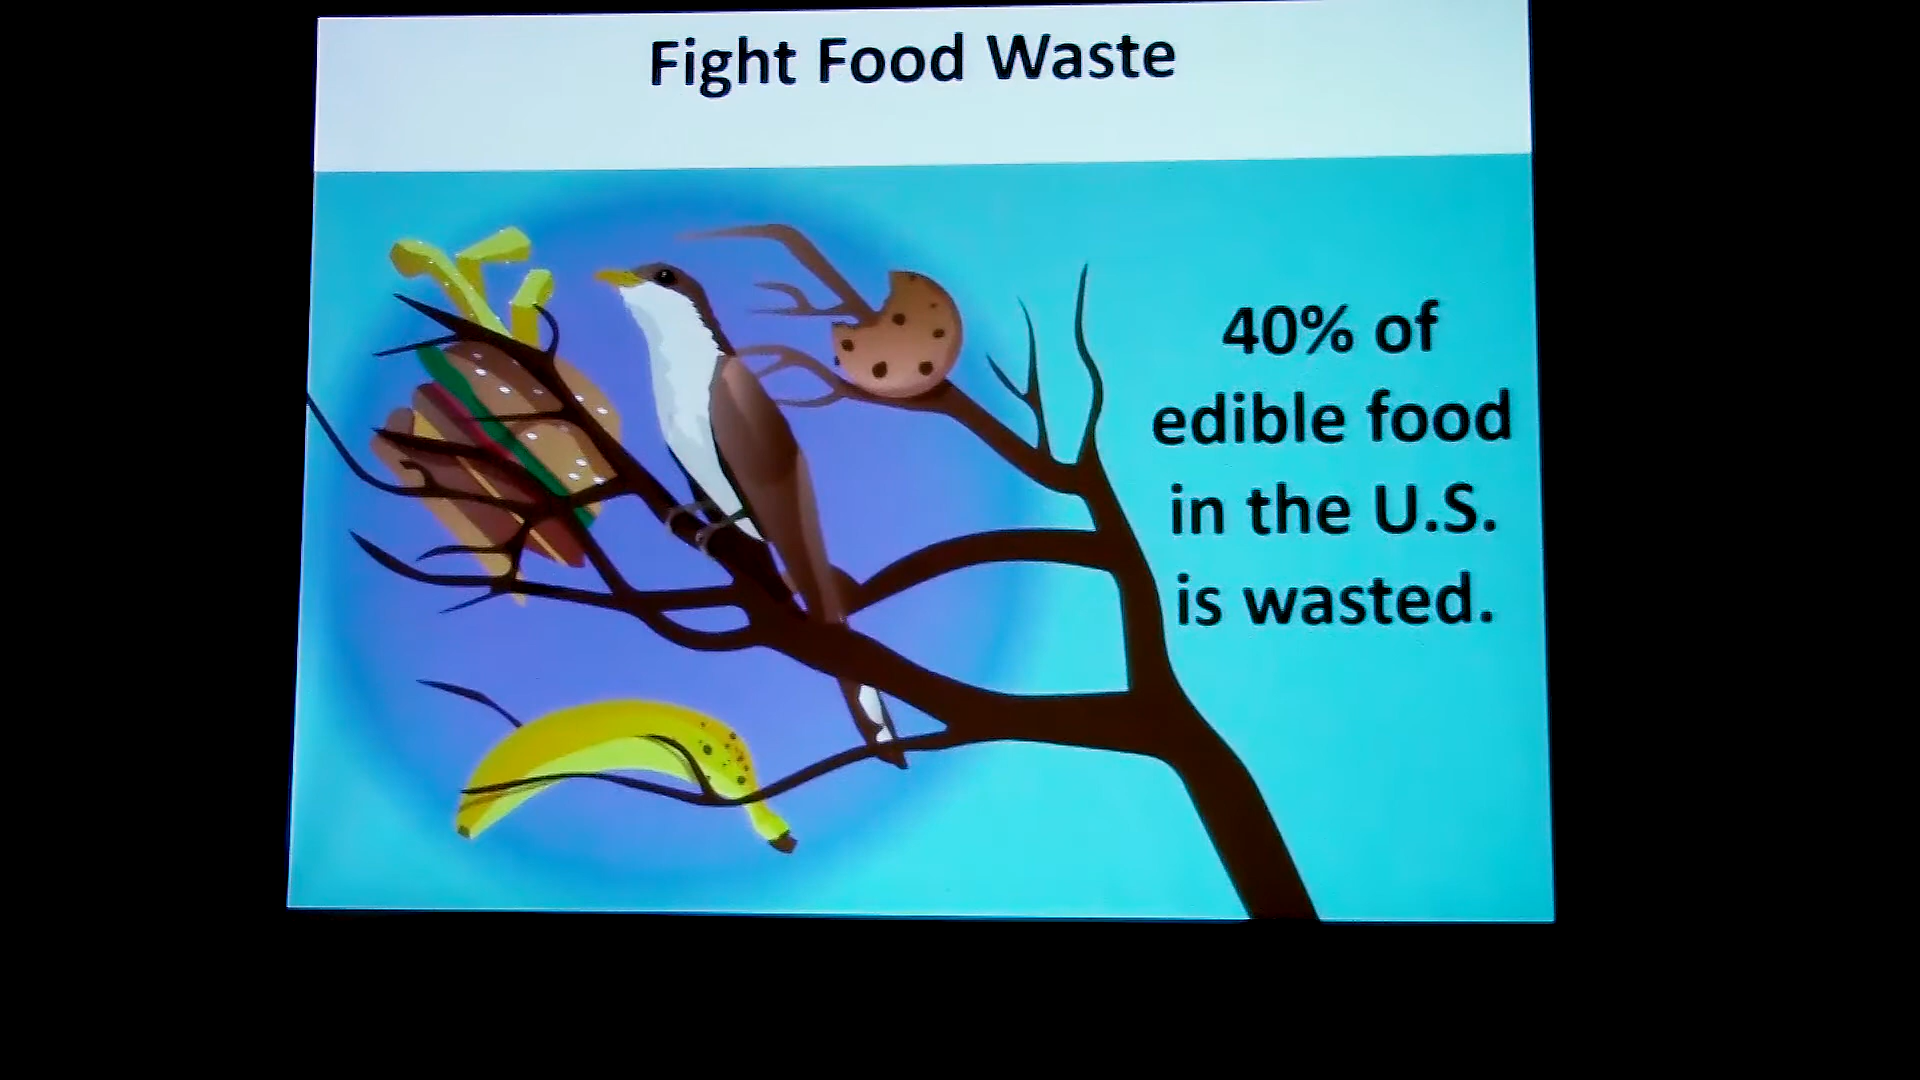 Fight Food Waste
40% of
edible food
in the U.S.
is wasted.